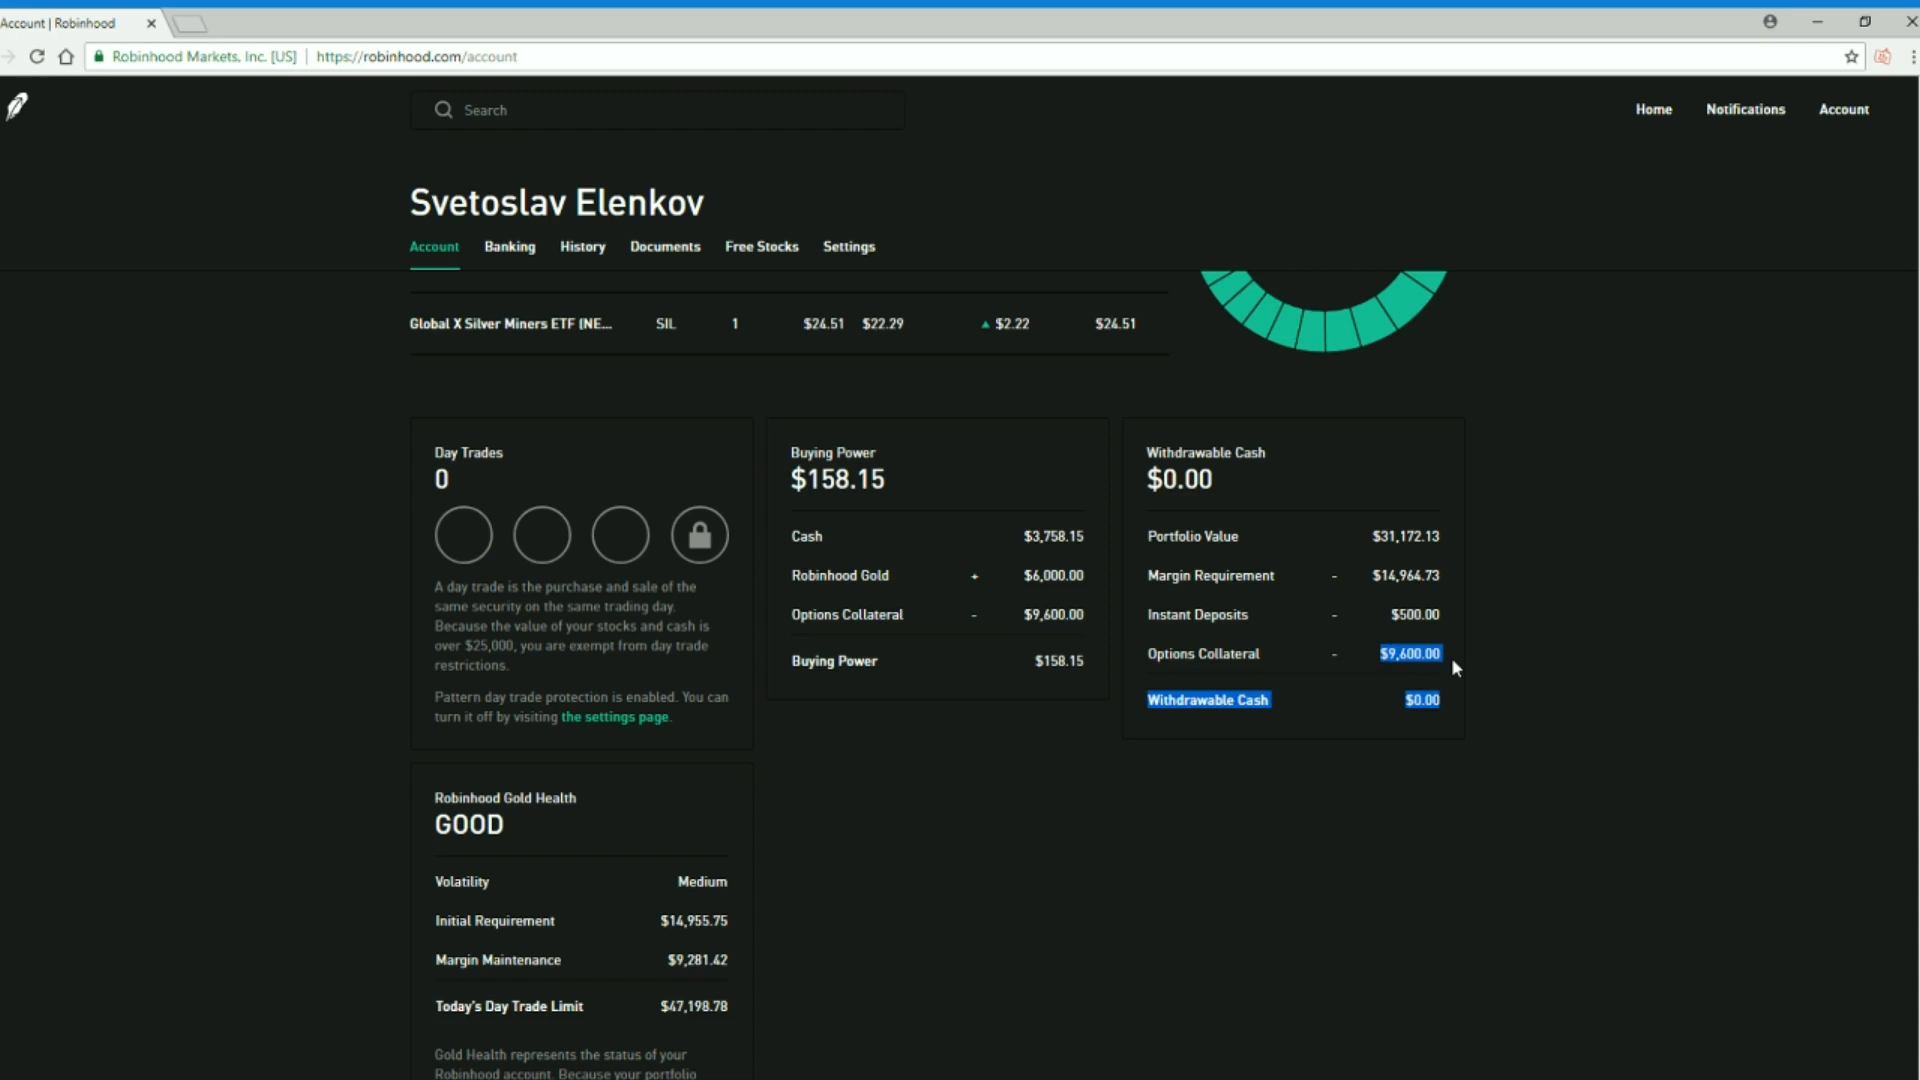 Account | Robinhood
Robinhood Markets, Inc. [US] https://robinhood.com/account
Search
Home Notifications Account
Svetoslav Elenkov
Account Banking History Documents Free Stocks Settings
Global X Silver Miners ETF (NE... SIL 1 $24.51 $22.29 ▲ $2.22 $24.51
Day Trades
0
A day trade is the purchase and sale of the
same security on the same trading day.
Because the value of your stocks and cash is
over $25,000, you are exempt from day trade
restrictions.
Pattern day trade protection is enabled. You can
turn it off by visiting the settings page.
Buying Power
$158.15
Cash $3,758.15
Robinhood Gold + $6,000.00
Options Collateral - $9,600.00
Buying Power $158.15
Withdrawable Cash
$0.00
Portfolio Value $31,172.13
Margin Requirement - $14,964.73
Instant Deposits - $500.00
Options Collateral - $9,600.00
Withdrawable Cash $0.00
Robinhood Gold Health
GOOD
Volatility Medium
Initial Requirement $14,955.75
Margin Maintenance $9,281.42
Today's Day Trade Limit $47,198.78
Gold Health represents the status of your
Robinhood account. Because your portfolio